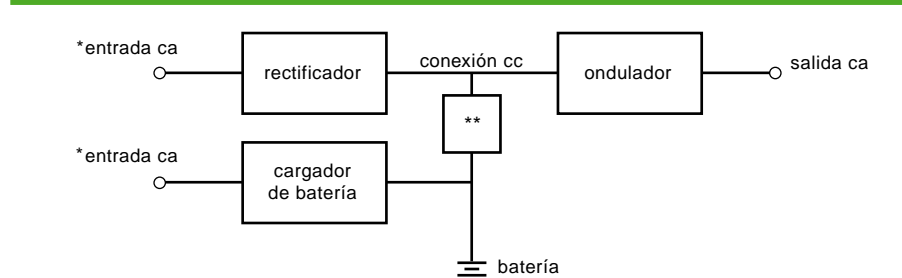 *entrada ca
rectificador
conexión cc
ondulador
salida ca
**
*entrada ca
cargador
de batería
batería